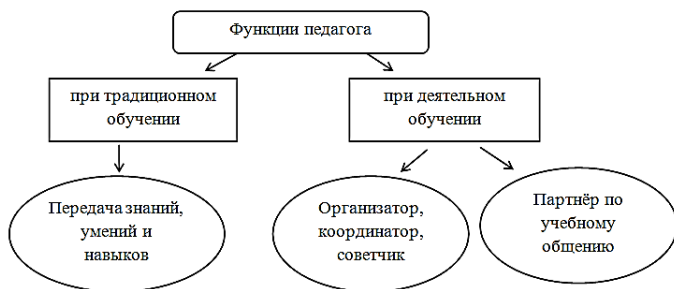 Функции педагога
при традиционном
обучении
при деятельном
обучении
Передача знаний,
умений и
навыков
Организатор,
координатор,
советчик
Партнёр по
учебному
общению